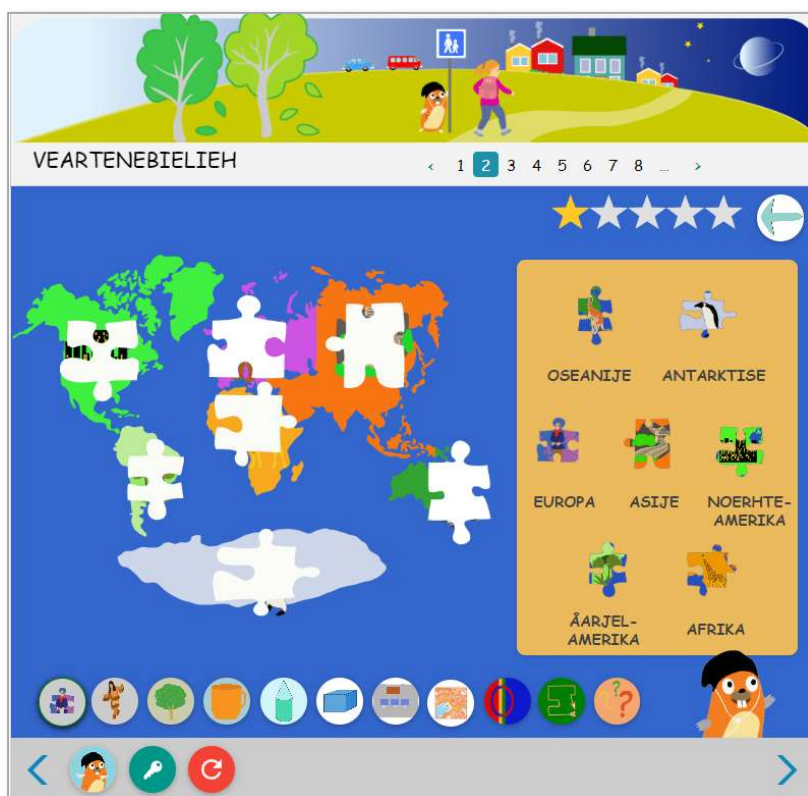 VEARTENEBIELIEH
‹ 1 2 3 4 5 6 7 8 ... ›
OSEANIJE ANTARKTISE
EUROPA ASIJE NOERHTE-
AMERIKA
ÅARJEL-
AMERIKA AFRIKA
???